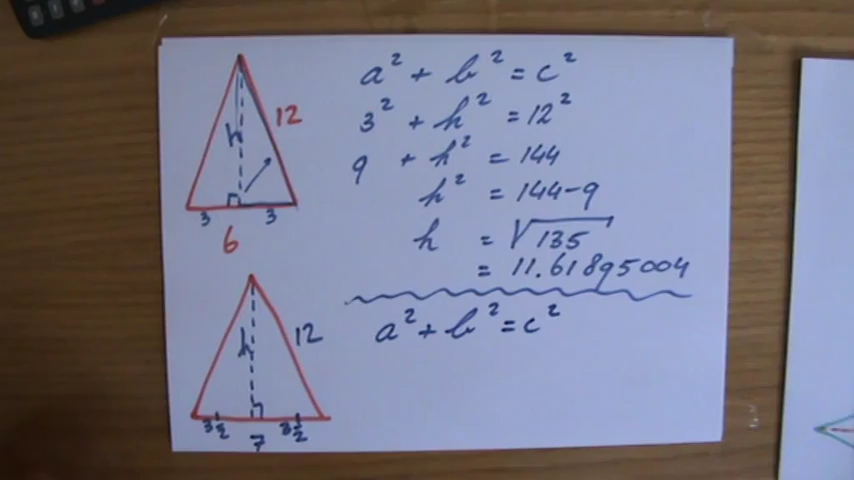 a² + b² = c²
12
3² + h² = 12²
h
9 + h² = 144
h² = 144-9
3 3
6
h = √135
= 11.61895004
a² + b² = c²
h
12
3½ 3½
7